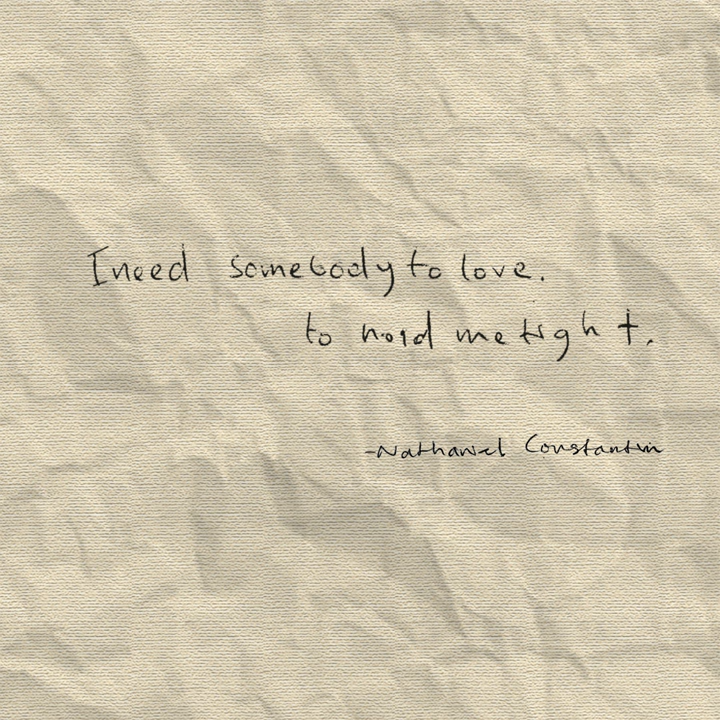 I need somebody to love.
to hold me tight.
-Nathaniel Constantin